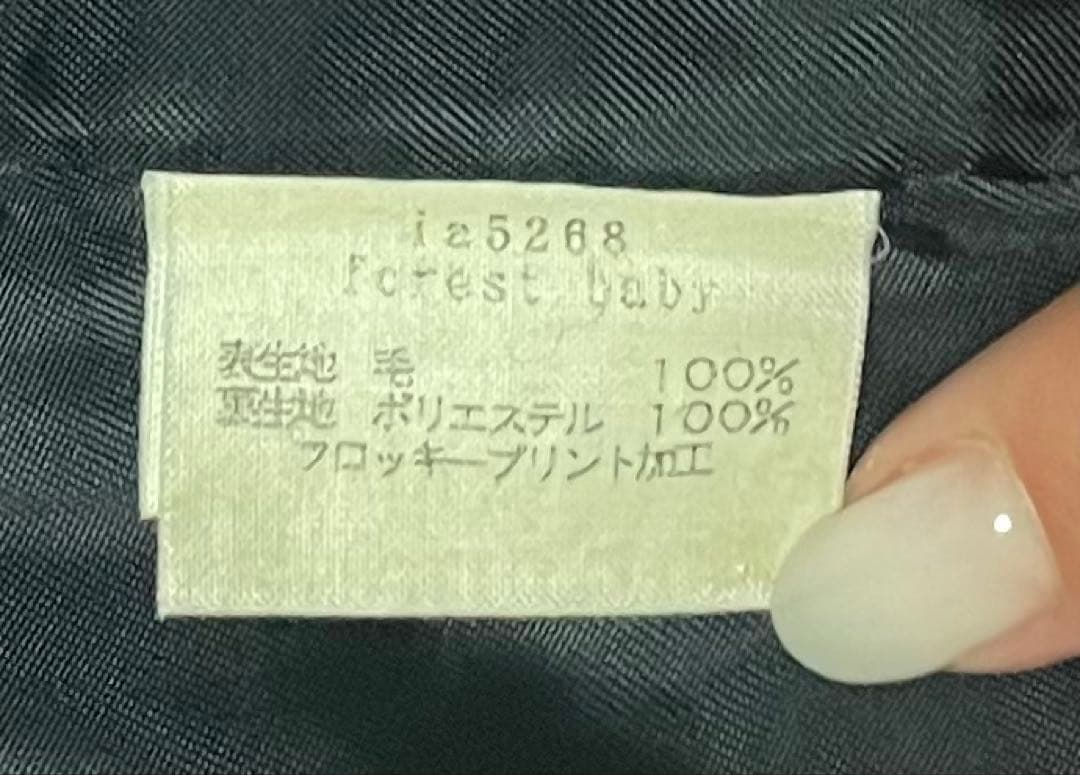 ia5268
Forest baby
表生地 毛 100%
裏生地 ポリエステル 100%
フロッキープリント加工